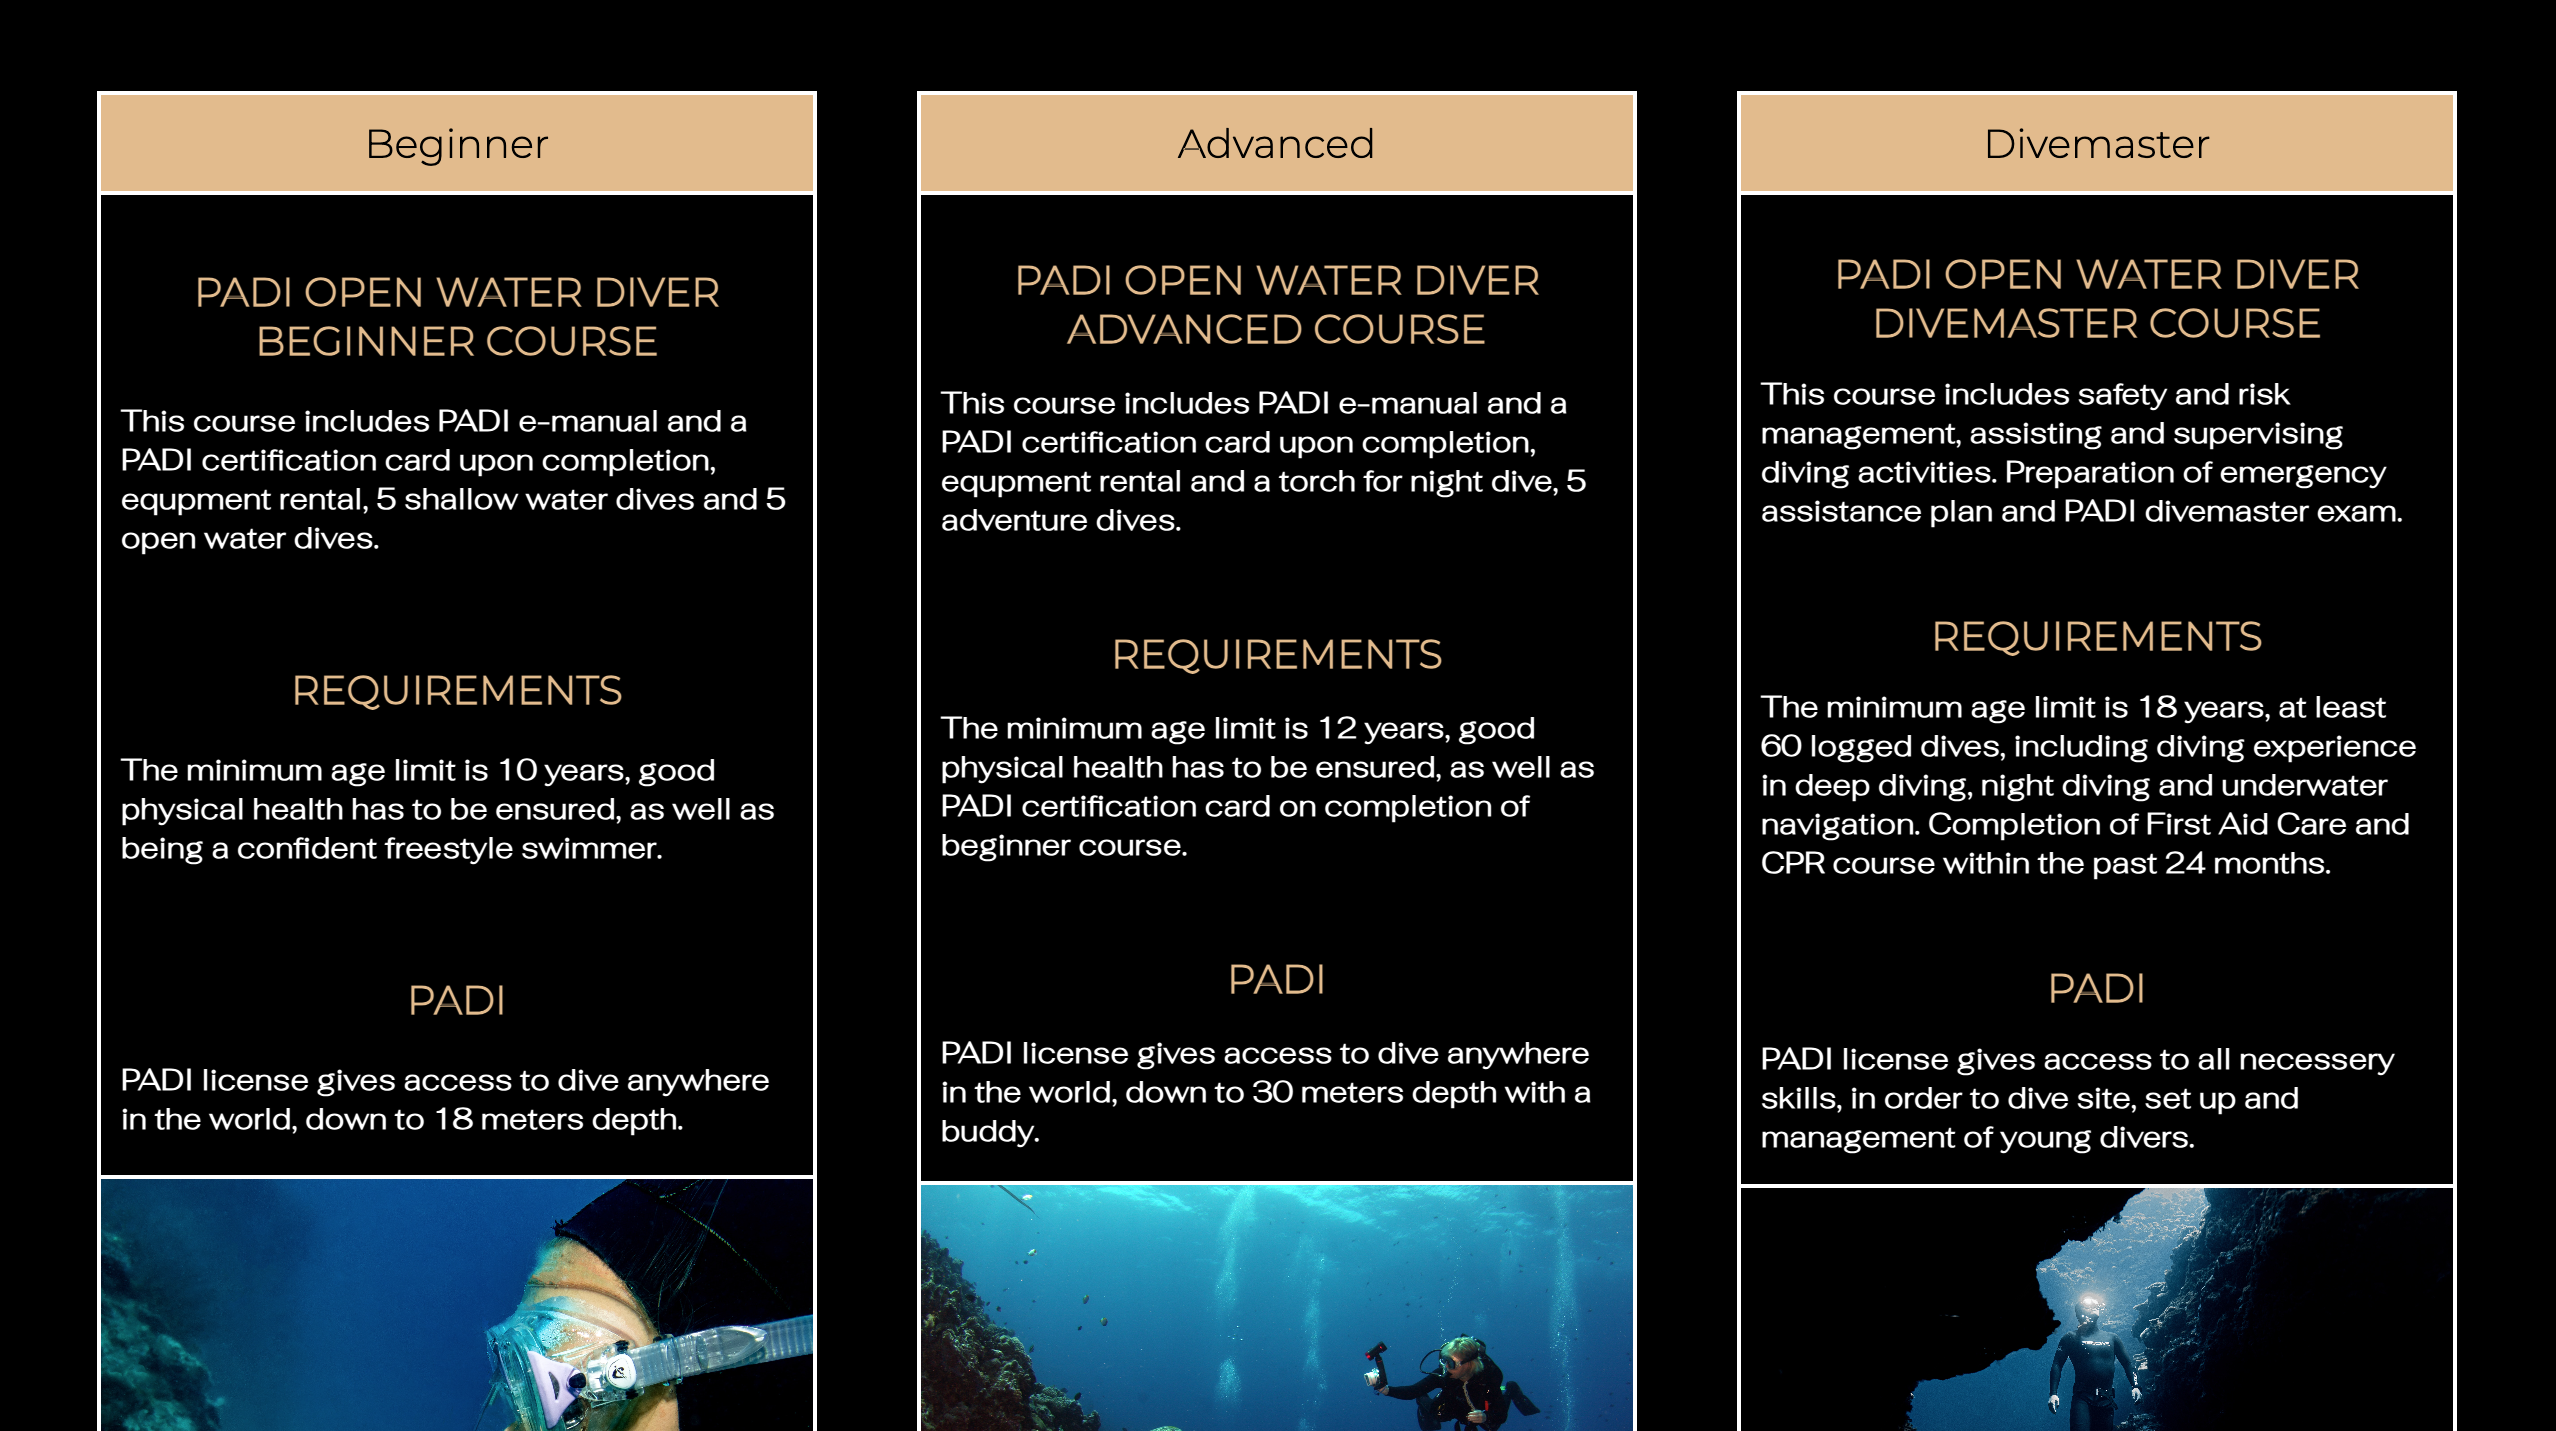 Beginner
PADI OPEN WATER DIVER
BEGINNER COURSE
This course includes PADI e-manual and a
PADI certification card upon completion,
equpment rental, 5 shallow water dives and 5
open water dives.
REQUIREMENTS
The minimum age limit is 10 years, good
physical health has to be ensured, as well as
being a confident freestyle swimmer.
PADI
PADI license gives access to dive anywhere
in the world, down to 18 meters depth.
Advanced
PADI OPEN WATER DIVER
ADVANCED COURSE
This course includes PADI e-manual and a
PADI certification card upon completion,
equpment rental and a torch for night dive, 5
adventure dives.
REQUIREMENTS
The minimum age limit is 12 years, good
physical health has to be ensured, as well as
PADI certification card on completion of
beginner course.
PADI
PADI license gives access to dive anywhere
in the world, down to 30 meters depth with a
buddy.
Divemaster
PADI OPEN WATER DIVER
DIVEMASTER COURSE
This course includes safety and risk
management, assisting and supervising
diving activities. Preparation of emergency
assistance plan and PADI divemaster exam.
REQUIREMENTS
The minimum age limit is 18 years, at least
60 logged dives, including diving experience
in deep diving, night diving and underwater
navigation. Completion of First Aid Care and
CPR course within the past 24 months.
PADI
PADI license gives access to all necessery
skills, in order to dive site, set up and
management of young divers.